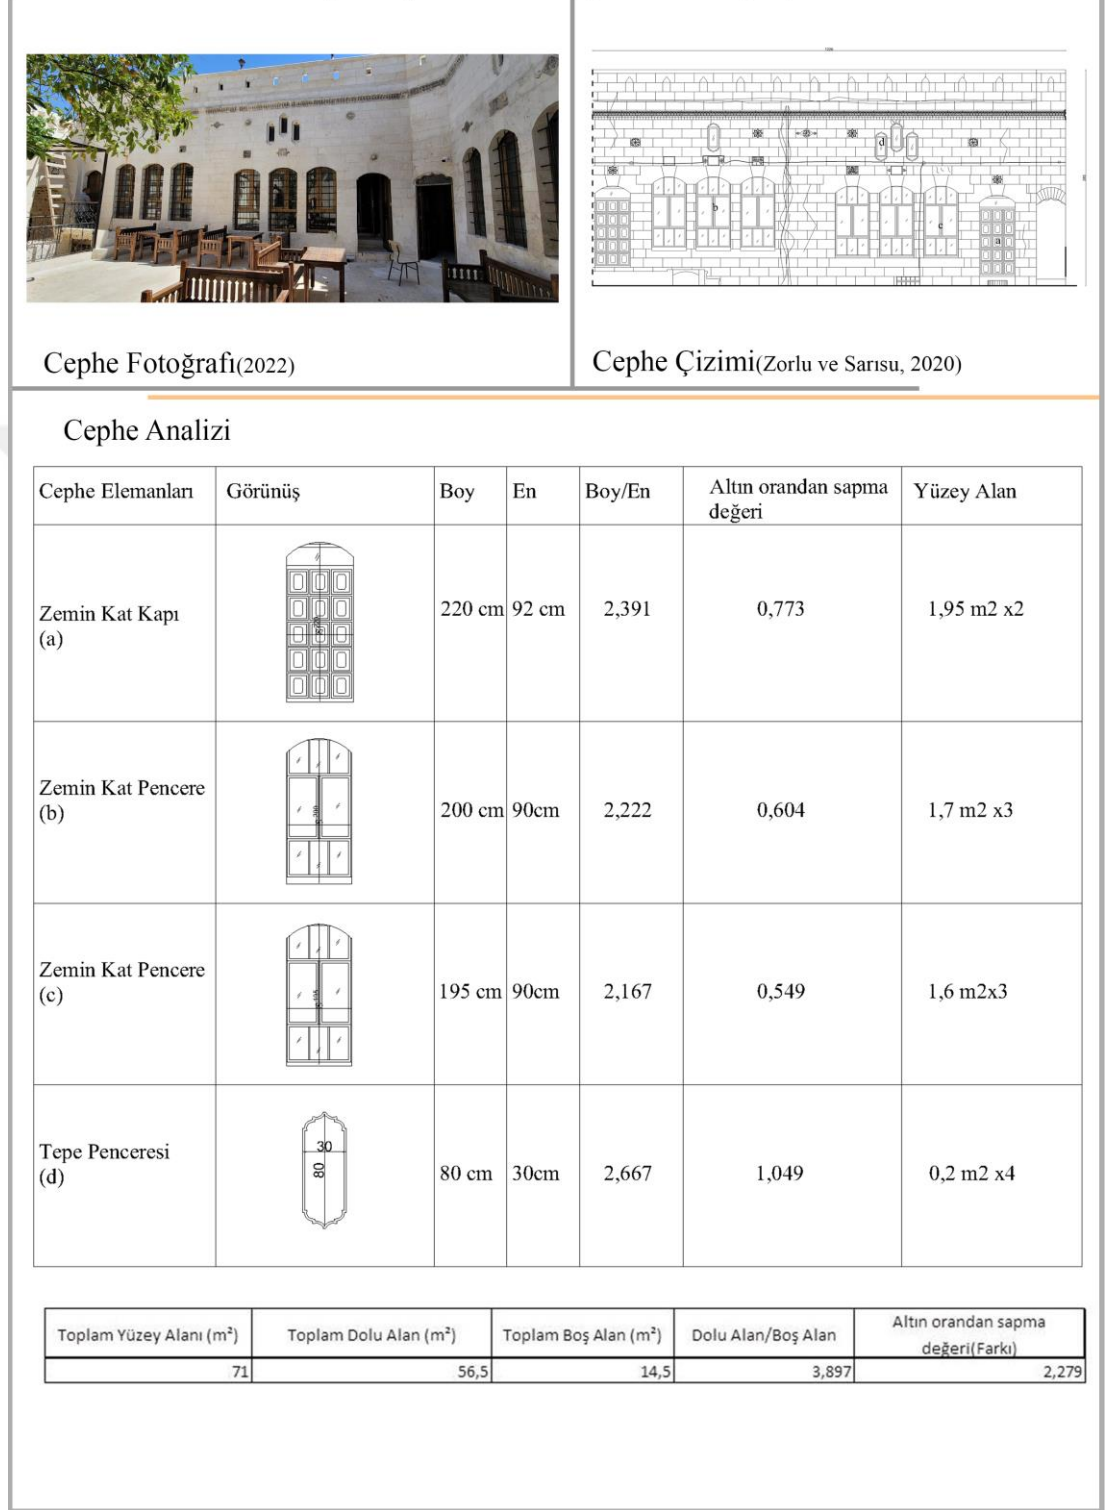 Cephe Fotoğrafı(2022)
Cephe Çizimi(Zorlu ve Sarısu, 2020)
Cephe Analizi
Cephe Elemanları Görünüş Boy En Boy/En Altın orandan sapma
değeri Yüzey Alan
Zemin Kat Kapı
(a)
220 cm 92 cm 2,391 0,773 1,95 m2 x2
Zemin Kat Pencere
(b)
200 cm 90cm 2,222 0,604 1,7 m2 x3
Zemin Kat Pencere
(c)
195 cm 90cm 2,167 0,549 1,6 m2x3
Tepe Penceresi
(d)
30
80
80 cm 30cm 2,667 1,049 0,2 m2 x4
Toplam Yüzey Alanı (m²) Toplam Dolu Alan (m²) Toplam Boş Alan (m²) Dolu Alan/Boş Alan Altın orandan sapma
değeri(Farkı)
71 56,5 14,5 3,897 2,279
d
b
c
a